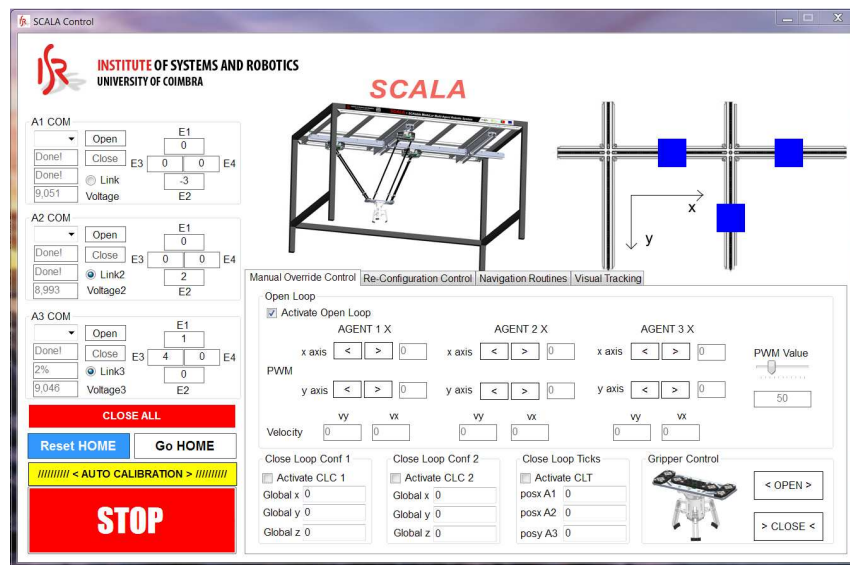 SCALA Control
INSTITUTE OF SYSTEMS AND ROBOTICS
UNIVERSITY OF COIMBRA
SCALA
x
y
A1 COM
Open
E1
0
Done!
Close
E3
0
0
E4
Done!
Link
-3
9,051
Voltage
E2
A2 COM
Open
E1
0
Done!
Close
E3
0
0
E4
Done!
Link2
2
8,993
Voltage2
E2
A3 COM
Open
E1
1
Done!
Close
E3
4
0
E4
2%
Link3
0
9,046
Voltage3
E2
CLOSE ALL
Reset HOME
Go HOME
////////// < AUTO CALIBRATION > //////////
STOP
Manual Override Control
Re-Configuration Control
Navigation Routines
Visual Tracking
Open Loop
Activate Open Loop
AGENT 1 X
AGENT 2 X
AGENT 3 X
x axis < > 0
x axis < > 0
x axis < > 0
PWM Value
PWM
y axis < > 0
y axis < > 0
y axis < > 0
50
vy vx
vy vx
vy vx
Velocity 0 0
0 0
0 0
Close Loop Conf 1
Activate CLC 1
Global x 0
Global y 0
Global z 0
Close Loop Conf 2
Activate CLC 2
Global x 0
Global y 0
Global z 0
Close Loop Ticks
Activate CLT
posx A1 0
posx A2 0
posy A3 0
Gripper Control
< OPEN >
> CLOSE <